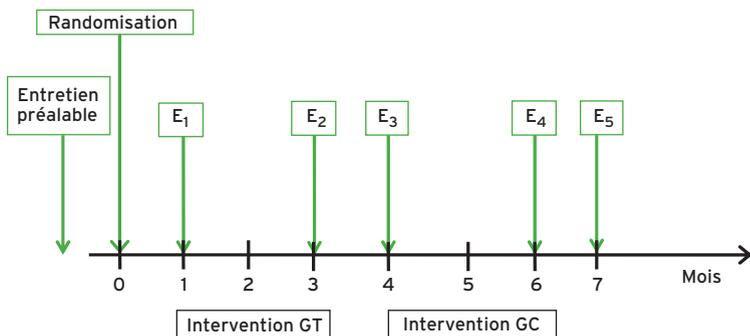 Randomisation
Entretien
préalable
E₁
E₂
E₃
E₄
E₅
0 1 2 3 4 5 6 7 Mois
Intervention GT
Intervention GC